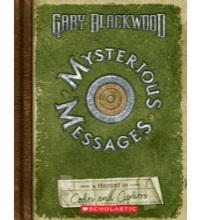 GARY BLACKWOOD
MYSTERIOUS
MESSAGES
A HISTORY OF
Codes and Ciphers
SCHOLASTIC